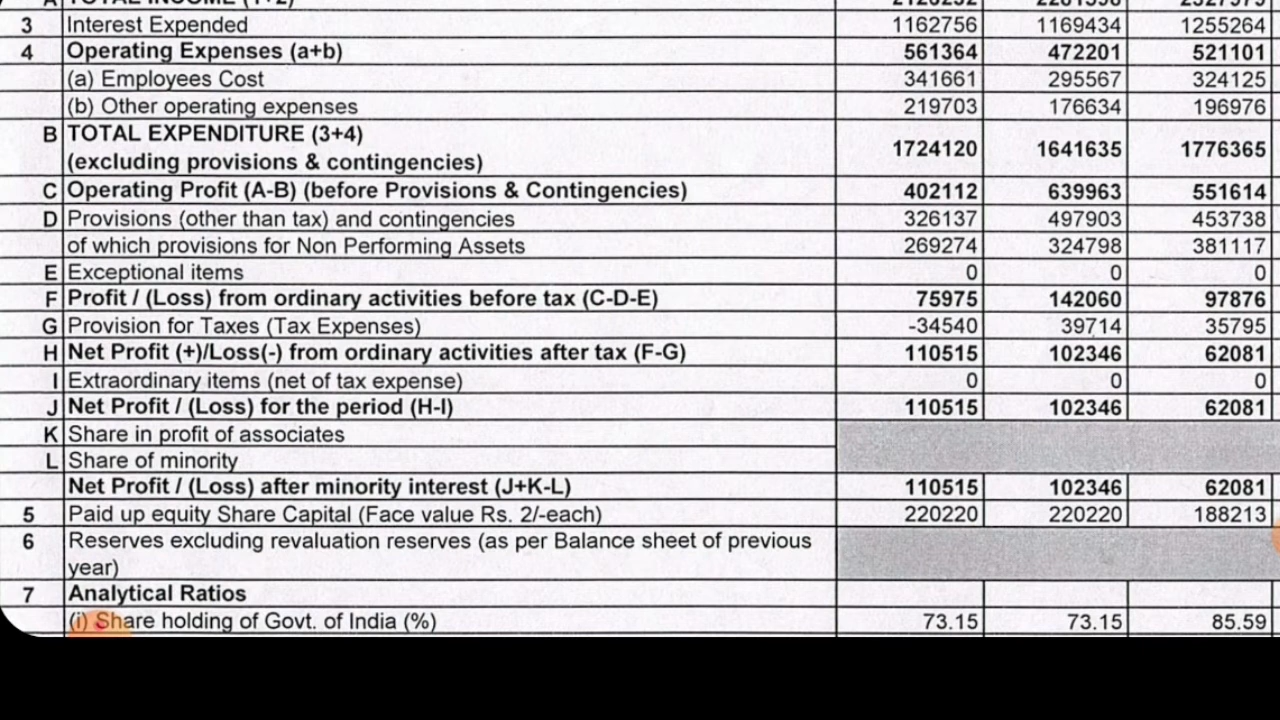 3 Interest Expended 1162756 1169434 1255264
4 Operating Expenses (a+b) 561364 472201 521101
(a) Employees Cost 341661 295567 324125
(b) Other operating expenses 219703 176634 196976
B TOTAL EXPENDITURE (3+4)
(excluding provisions & contingencies) 1724120 1641635 1776365
C Operating Profit (A-B) (before Provisions & Contingencies) 402112 639963 551614
D Provisions (other than tax) and contingencies 326137 497903 453738
of which provisions for Non Performing Assets 269274 324798 381117
E Exceptional items 0 0 0
F Profit / (Loss) from ordinary activities before tax (C-D-E) 75975 142060 97876
G Provision for Taxes (Tax Expenses) -34540 39714 35795
H Net Profit (+)/Loss(-) from ordinary activities after tax (F-G) 110515 102346 62081
I Extraordinary items (net of tax expense) 0 0 0
J Net Profit / (Loss) for the period (H-I) 110515 102346 62081
K Share in profit of associates
L Share of minority
Net Profit / (Loss) after minority interest (J+K-L) 110515 102346 62081
5 Paid up equity Share Capital (Face value Rs. 2/-each) 220220 220220 188213
6 Reserves excluding revaluation reserves (as per Balance sheet of previous
year)
7 Analytical Ratios
(i) Share holding of Govt. of India (%) 73.15 73.15 85.59